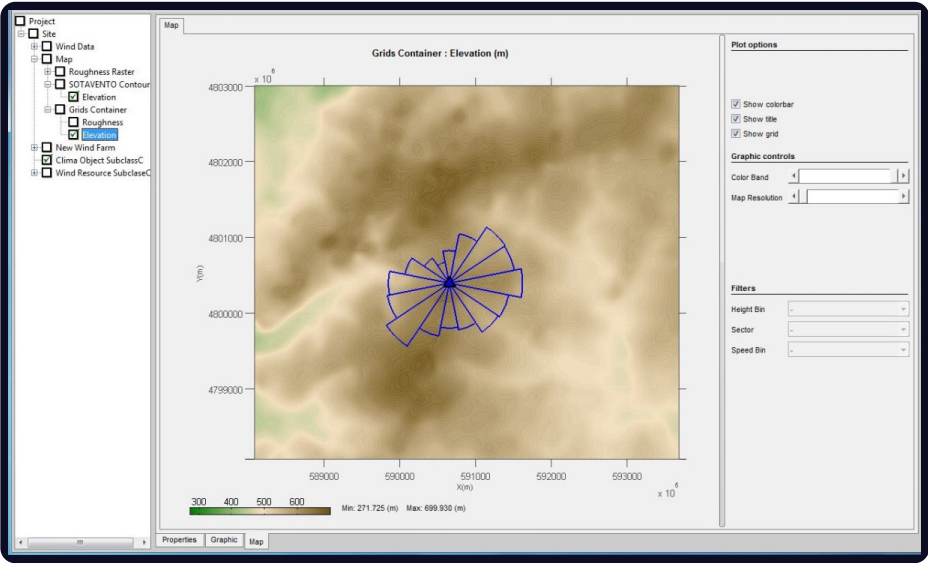 Project
Site
Wind Data
Map
Roughness Raster
SOTAVENTO Contour
Elevation
Grids Container
Roughness
Elevation
New Wind Farm
Clima Object SubclassC
Wind Resource SubclaseC
Map
Grids Container : Elevation (m)
x 10^6
4803000
4802000
4801000
4800000
4799000
Y(m)
589000 590000 591000 592000 593000
X(m)
x 10^6
300 400 500 600
Min: 271.725 (m) Max: 699.930 (m)
Properties Graphic Map
Plot options
Show colorbar
Show title
Show grid
Graphic controls
Color Band
Map Resolution
Filters
Height Bin -
Sector -
Speed Bin -